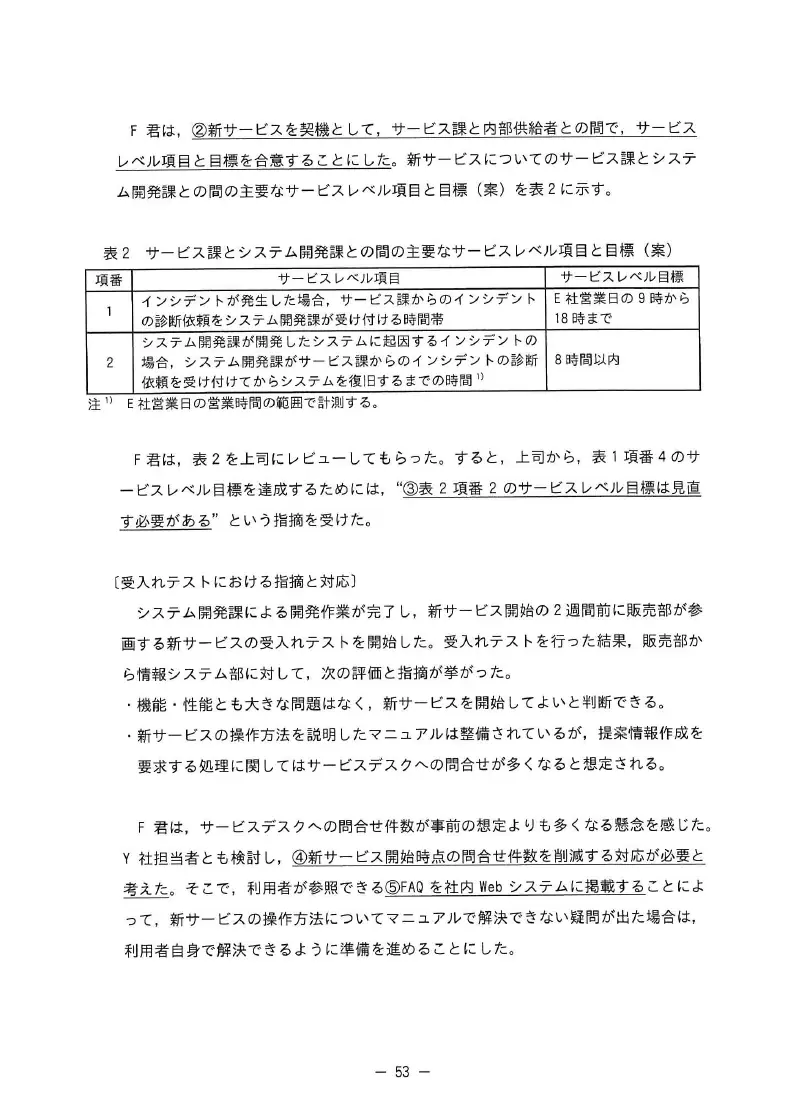 F 君は，②新サービスを契機として，サービス課と内部供給者との間で，サービス
レベル項目と目標を合意することにした。新サービスについてのサービス課とシステ
ム開発課との間の主要なサービスレベル項目と目標（案）を表2に示す。
表2　サービス課とシステム開発課との間の主要なサービスレベル項目と目標（案）
項番　サービスレベル項目　サービスレベル目標
1　インシデントが発生した場合，サービス課からのインシデント　E 社営業日の 9 時から
の診断依頼をシステム開発課が受け付ける時間帯　18 時まで
システム開発課が開発したシステムに起因するインシデントの
2　場合，システム開発課がサービス課からのインシデントの診断　8 時間以内
依頼を受け付けてからシステムを復旧するまでの時間 1)
注 1)　E 社営業日の営業時間の範囲で計測する。
F 君は，表 2 を上司にレビューしてもらった。すると，上司から，表 1 項番 4 のサ
ービスレベル目標を達成するためには，“③表 2 項番 2 のサービスレベル目標は見直
す必要がある”という指摘を受けた。
〔受入れテストにおける指摘と対応〕
システム開発課による開発作業が完了し，新サービス開始の 2 週間前に販売部が参
画する新サービスの受入れテストを開始した。受入れテストを行った結果，販売部か
ら情報システム部に対して，次の評価と指摘が挙がった。
・機能・性能とも大きな問題はなく，新サービスを開始してよいと判断できる。
・新サービスの操作方法を説明したマニュアルは整備されているが，提案情報作成を
要求する処理に関してはサービスデスクへの問合せが多くなると想定される。
F 君は，サービスデスクへの問合せ件数が事前の想定よりも多くなる懸念を感じた。
Y 社担当者とも検討し，④新サービス開始時点の問合せ件数を削減する対応が必要と
考えた。そこで，利用者が参照できる⑤FAQ を社内 Web システムに掲載することによ
って，新サービスの操作方法についてマニュアルで解決できない疑問が出た場合は，
利用者自身で解決できるように準備を進めることにした。
― 53 ―